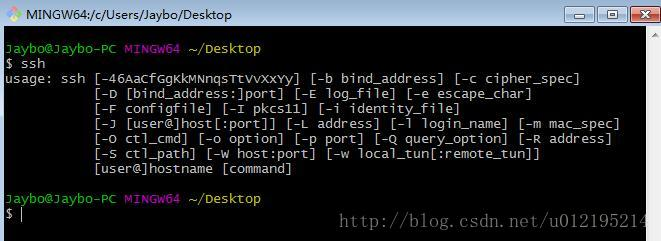 MINGW64:/c/Users/Jaybo/Desktop
Jaybo@Jaybo-PC MINGW64 ~/Desktop
$ ssh
usage: ssh [-46AaCfGgKkMNnqsTtVvXxYy] [-b bind_address] [-c cipher_spec]
           [-D [bind_address:]port] [-E log_file] [-e escape_char]
           [-F configfile] [-I pkcs11] [-i identity_file]
           [-J [user@]host[:port]] [-L address] [-l login_name] [-m mac_spec]
           [-O ctl_cmd] [-o option] [-p port] [-Q query_option] [-R address]
           [-S ctl_path] [-W host:port] [-w local_tun[:remote_tun]]
           [user@]hostname [command]
Jaybo@Jaybo-PC MINGW64 ~/Desktop
$
http://blog.csdn.net/u012195214